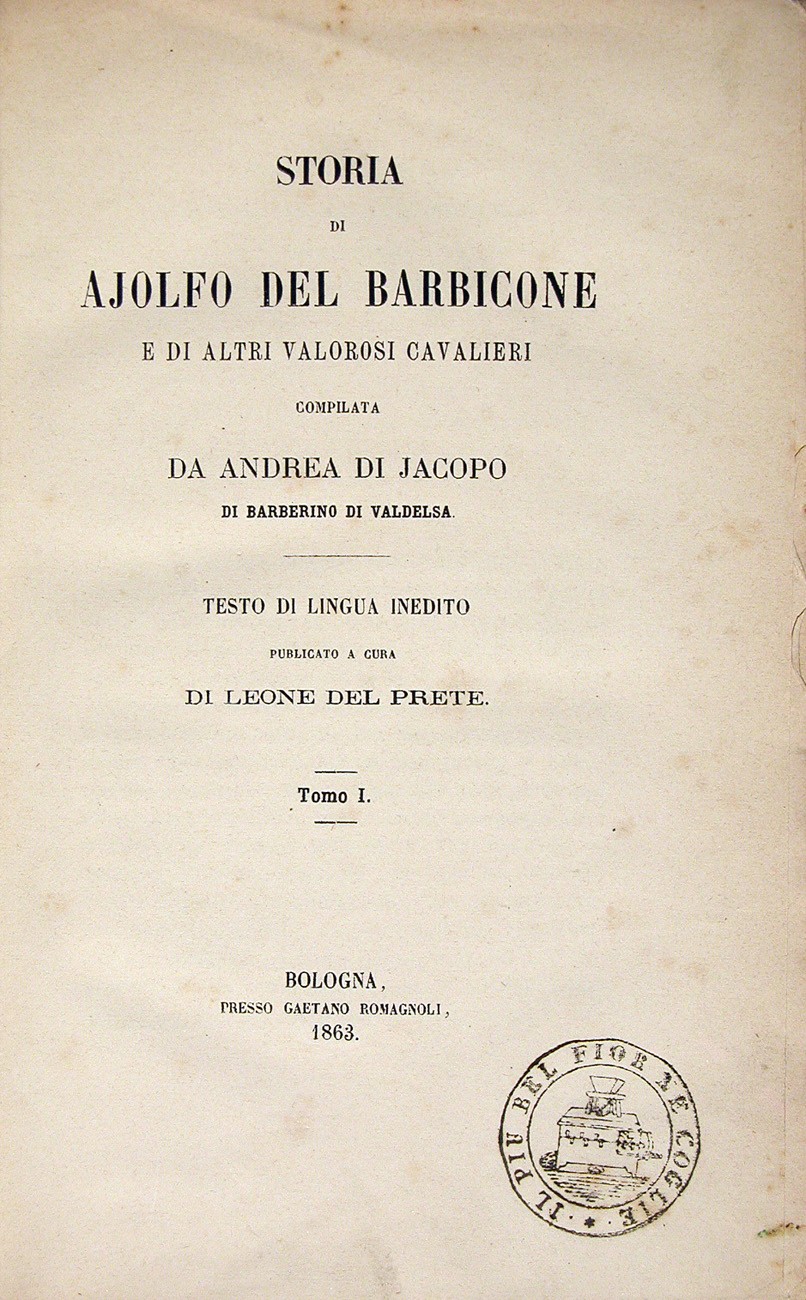 STORIA
DI
AJOLFO DEL BARBICONE
E DI ALTRI VALOROSI CAVALIERI
COMPILATA
DA ANDREA DI JACOPO
DI BARBERINO DI VALDELSA.
TESTO DI LINGUA INEDITO
PUBLICATO A CURA
DI LEONE DEL PRETE.
Tomo I.
BOLOGNA,
PRESSO GAETANO ROMAGNOLI,
1863.
IL PIU BEL FIOR NE COGLIE